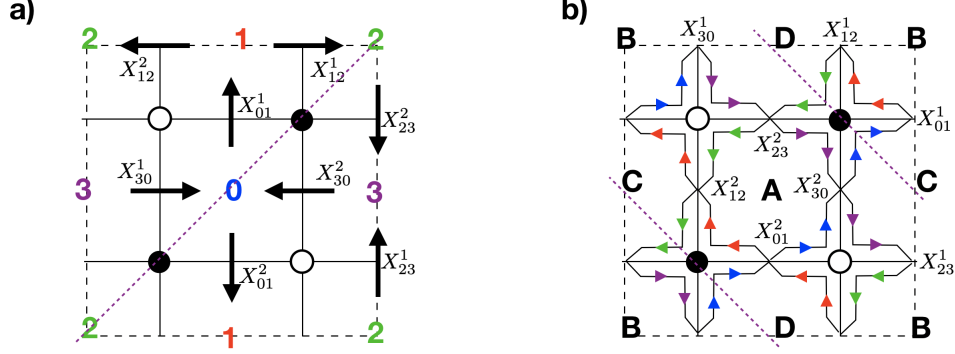 a)
2 1 2
X^2_{12} X^1_{12}
X^1_{01} X^2_{23}
X^1_{30} X^2_{30}
3 0 3
X^2_{01} X^1_{23}
2 1 2
b)
X^1_{30} X^1_{12}
B D B
X^1_{01}
X^2_{23}
C X^2_{12} A X^2_{30} C
X^2_{01}
X^1_{23}
B D B